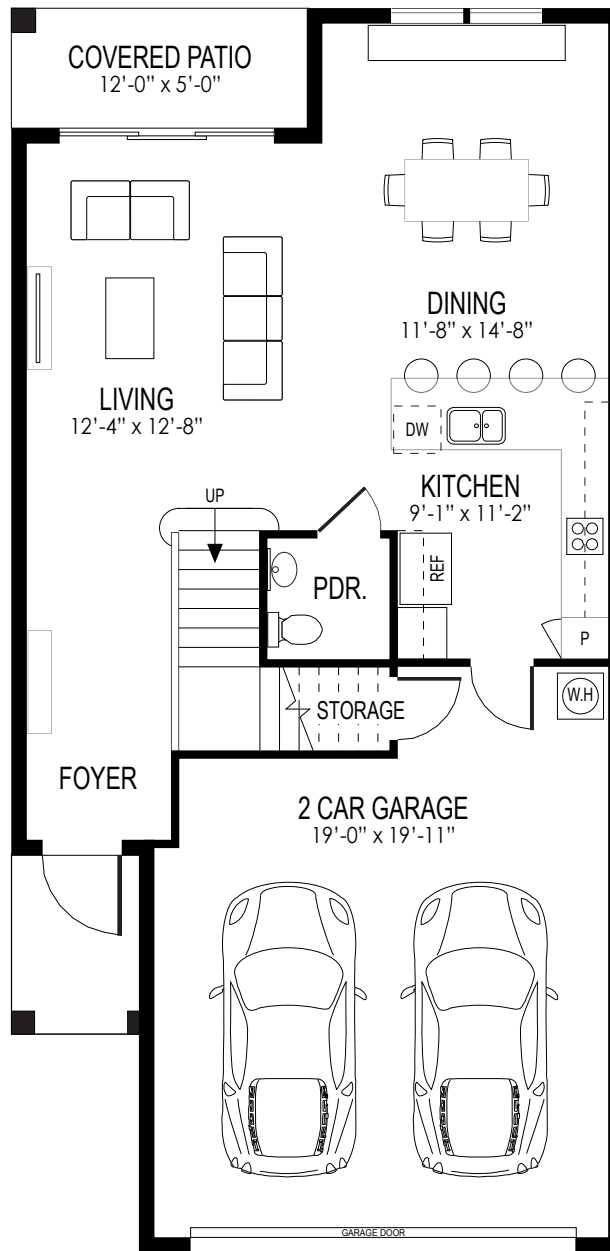 COVERED PATIO
12’-0” x 5’-0”
DINING
11’-8” x 14’-8”
LIVING
12’-4” x 12’-8”
DW
KITCHEN
9’-1” x 11’-2”
UP
REF
PDR.
P
W.H
STORAGE
FOYER
2 CAR GARAGE
19’-0” x 19’-11”
GARAGE DOOR